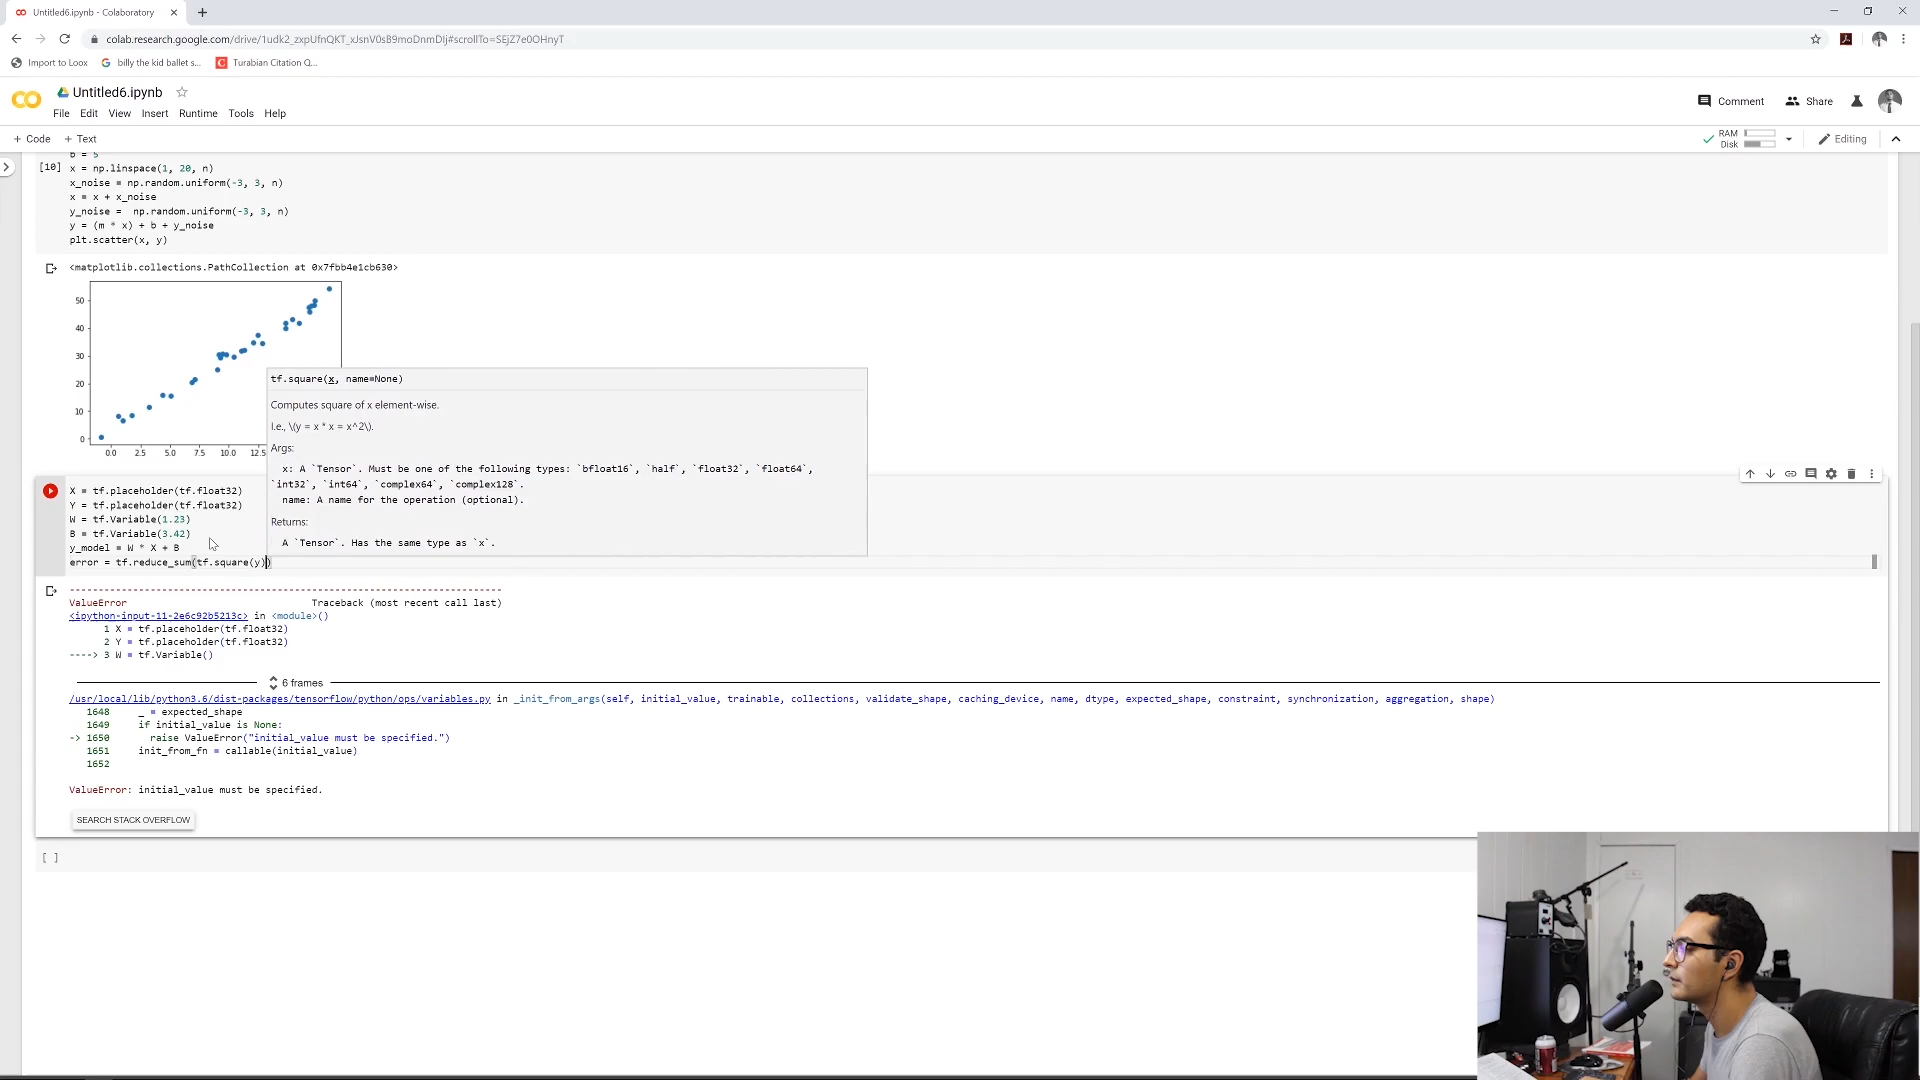 Untitled6.ipynb - Colaboratory
colab.research.google.com/drive/1udk2_zxpUfnQKT_xJsnV0sB9moDnmDIj#scrollTo=SEjZ7e0OHnyT
Import to Loox billy the kid ballet s... Turabian Citation Q...
Untitled6.ipynb
File Edit View Insert Runtime Tools Help
Comment Share
+ Code + Text
RAM
Disk
Editing
b = 5
[10] x = np.linspace(1, 20, n)
x_noise = np.random.uniform(-3, 3, n)
x = x + x_noise
y_noise =  np.random.uniform(-3, 3, n)
y = (m * x) + b + y_noise
plt.scatter(x, y)
<matplotlib.collections.PathCollection at 0x7fbb4e1cb630>
50
40
30
20
10
0
0.0 2.5 5.0 7.5 10.0 12.5
tf.square(x, name=None)
Computes square of x element-wise.
I.e., \(y = x * x = x^2\).
Args:
x: A `Tensor`. Must be one of the following types: `bfloat16`, `half`, `float32`, `float64`,
`int32`, `int64`, `complex64`, `complex128`.
name: A name for the operation (optional).
Returns:
A `Tensor`. Has the same type as `x`.
X = tf.placeholder(tf.float32)
Y = tf.placeholder(tf.float32)
W = tf.Variable(1.23)
B = tf.Variable(3.42)
y_model = W * X + B
error = tf.reduce_sum(tf.square(y))
---------------------------------------------------------------------------
ValueError Traceback (most recent call last)
<ipython-input-11-2e6c92b5213c> in <module>()
1 X = tf.placeholder(tf.float32)
2 Y = tf.placeholder(tf.float32)
----> 3 W = tf.Variable()
6 frames
/usr/local/lib/python3.6/dist-packages/tensorflow/python/ops/variables.py in _init_from_args(self, initial_value, trainable, collections, validate_shape, caching_device, name, dtype, expected_shape, constraint, synchronization, aggregation, shape)
1648 _ = expected_shape
1649 if initial_value is None:
-> 1650 raise ValueError("initial_value must be specified.")
1651 init_from_fn = callable(initial_value)
1652
ValueError: initial_value must be specified.
SEARCH STACK OVERFLOW
[ ]